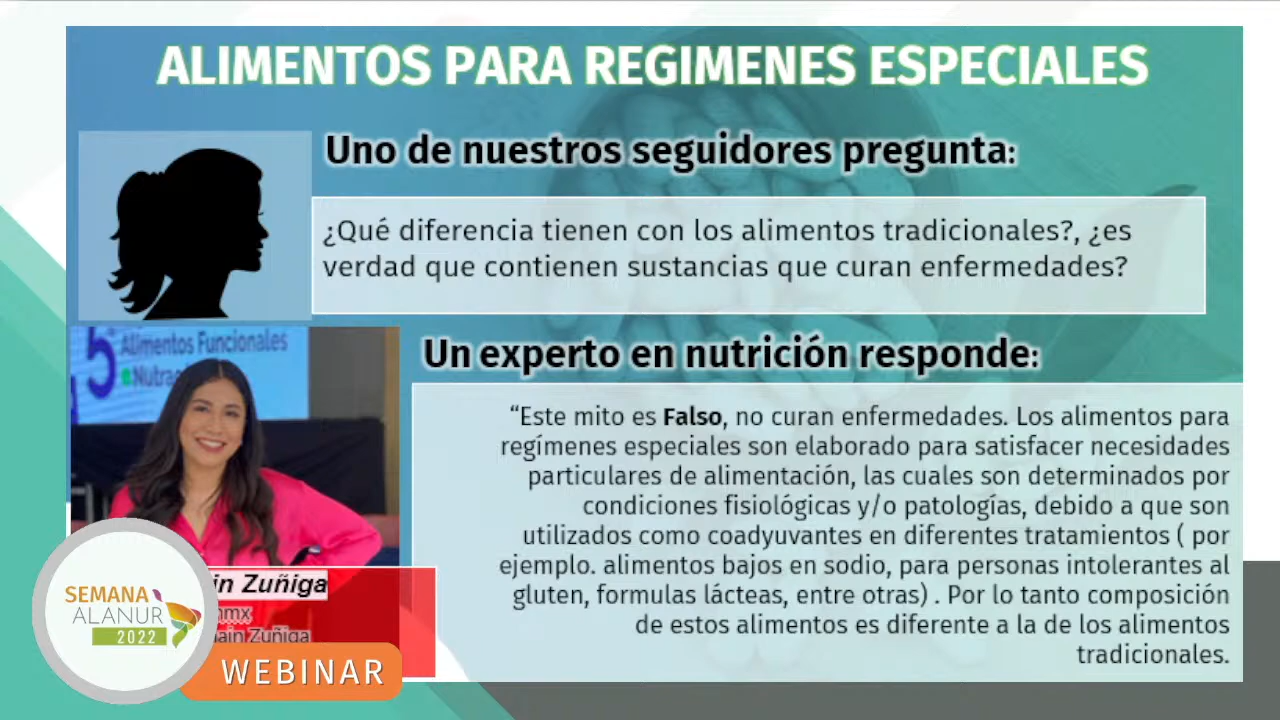 ALIMENTOS PARA REGIMENES ESPECIALES
Uno de nuestros seguidores pregunta:
¿Qué diferencia tienen con los alimentos tradicionales?, ¿es
verdad que contienen sustancias que curan enfermedades?
5 Alimentos Funcionales
Un experto en nutrición responde:
“Este mito es Falso, no curan enfermedades. Los alimentos para
regímenes especiales son elaborado para satisfacer necesidades
particulares de alimentación, las cuales son determinados por
condiciones fisiológicas y/o patologías, debido a que son
utilizados como coadyuvantes en diferentes tratamientos ( por
ejemplo. alimentos bajos en sodio, para personas intolerantes al
gluten, formulas lácteas, entre otras) . Por lo tanto composición
de estos alimentos es diferente a la de los alimentos
tradicionales.
Zuñiga
Zuñiga
SEMANA
ALANUR
2022
WEBINAR